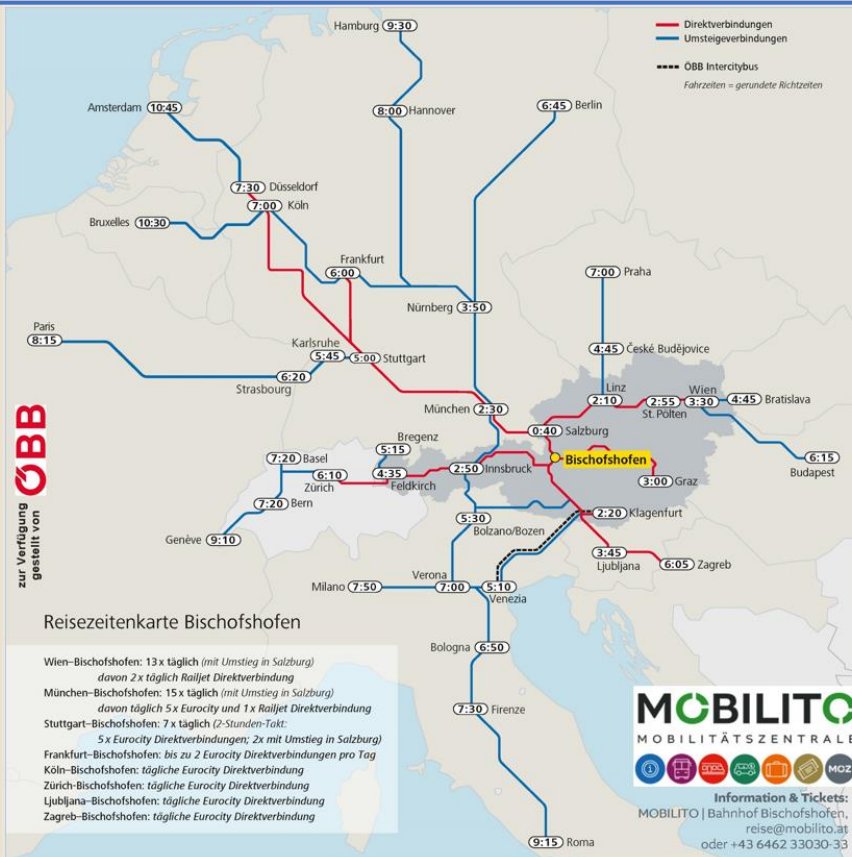 Hamburg 9:30
Direktverbindungen
Umsteigeverbindungen
ÖBB Intercitybus
Fahrzeiten = gerundete Richtzeiten
Amsterdam 10:45
8:00 Hannover
6:45 Berlin
7:30 Düsseldorf
7:00 Köln
Bruxelles 10:30
Frankfurt
6:00
7:00 Praha
Nürnberg 3:50
Paris
8:15
Karlsruhe
5:45 5:00 Stuttgart
4:45 České Budějovice
Strasbourg 6:20
Linz
2:10
2:55
St. Pölten
Wien
3:30
4:45 Bratislava
München 2:30
0:40 Salzburg
Bregenz
5:15
Bischofshofen
6:15
Budapest
7:20 Basel
6:10
Zürich
4:35
Feldkirch
2:50 Innsbruck
3:00 Graz
7:20
Bern
Genève 9:10
5:30
Bolzano/Bozen
2:20 Klagenfurt
3:45
Ljubljana
6:05 Zagreb
Milano 7:50
Verona
7:00
5:10
Venezia
Bologna 6:50
7:30 Firenze
9:15 Roma
zur Verfügung
gestellt von
ÖBB
Reisezeitenkarte Bischofshofen
Wien–Bischofshofen: 13 x täglich (mit Umstieg in Salzburg)
davon 2 x täglich Railjet Direktverbindung
München–Bischofshofen: 15 x täglich (mit Umstieg in Salzburg)
davon täglich 5 x Eurocity und 1 x Railjet Direktverbindung
Stuttgart–Bischofshofen: 7 x täglich (2-Stunden-Takt:
5 x Eurocity Direktverbindungen; 2x mit Umstieg in Salzburg)
Frankfurt–Bischofshofen: bis zu 2 Eurocity Direktverbindungen pro Tag
Köln–Bischofshofen: tägliche Eurocity Direktverbindung
Zürich-Bischofshofen: tägliche Eurocity Direktverbindung
Ljubljana–Bischofshofen: tägliche Eurocity Direktverbindung
Zagreb–Bischofshofen: tägliche Eurocity Direktverbindung
MOBILITO
MOBILITÄTSZENTRALE
MOZ
Information & Tickets:
MOBILITO | Bahnhof Bischofshofen,
reise@mobilito.at
oder +43 6462 33030-33